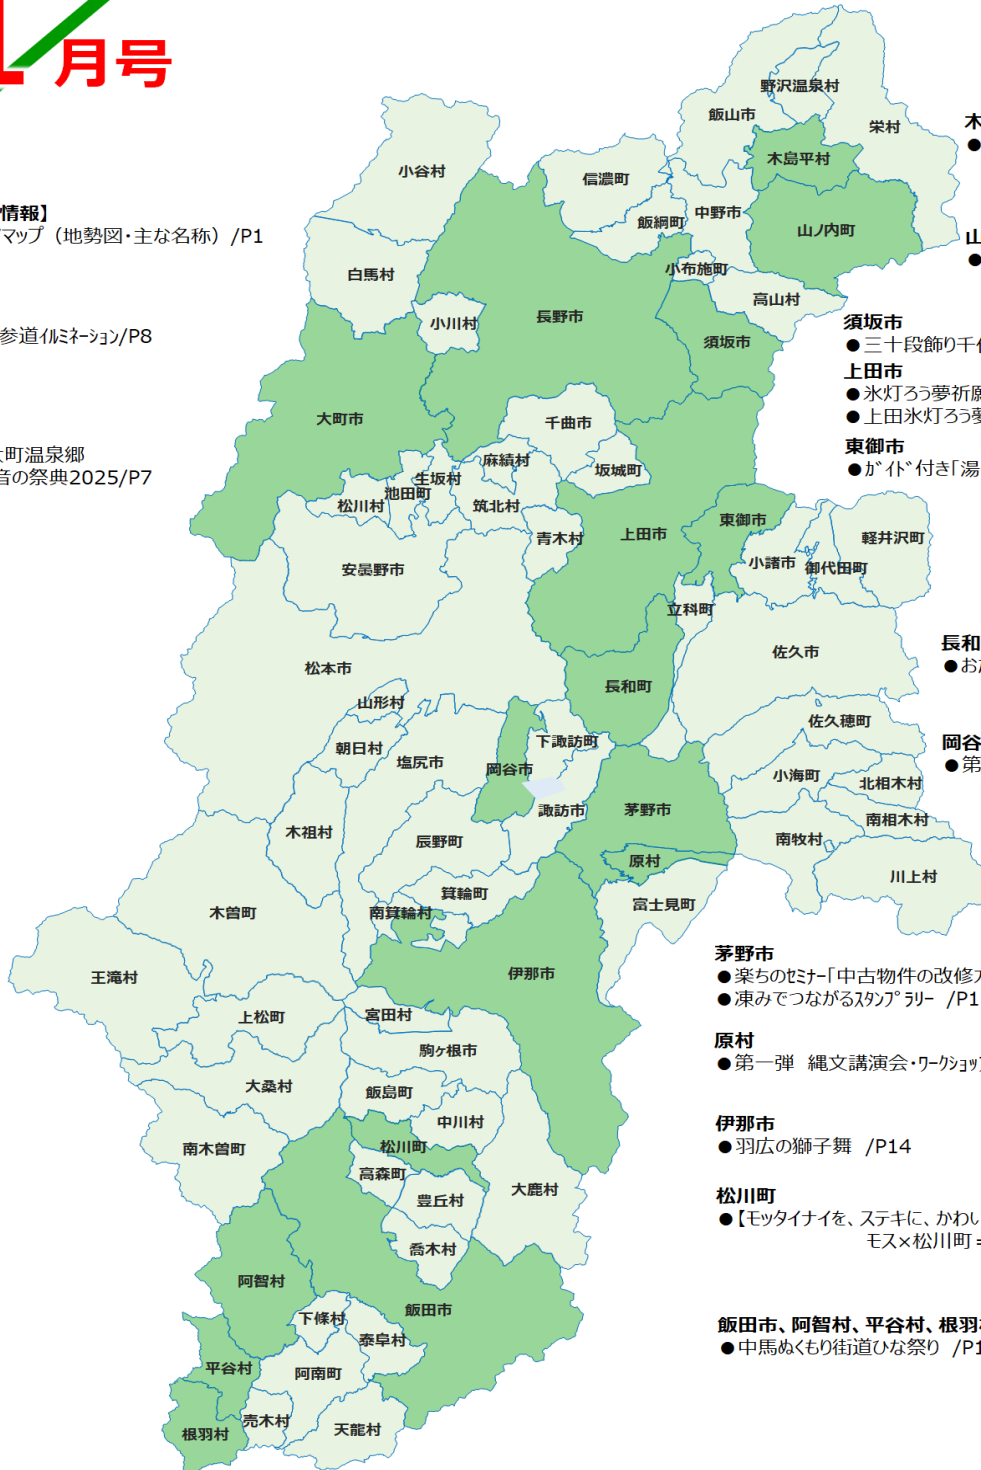 月号
情報】
マップ（地勢図・主な名称）/P1
参道ｲﾙﾐﾈｰｼｮﾝ/P8
町温泉郷
音の祭典2025/P7
野沢温泉村
飯山市
栄村
木島平村
小谷村
信濃町
飯綱町
中野市
山ノ内町
小布施町
白馬村
高山村
小川村
長野市
須坂市
大町市
千曲市
麻績村
坂城町
生坂村
池田町
松川村
筑北村
青木村
上田市
東御市
軽井沢町
小諸市
御代田町
安曇野市
立科町
佐久市
松本市
長和町
山形村
佐久穂町
朝日村
塩尻市
下諏訪町
岡谷市
小海町
北相木村
諏訪市
茅野市
南相木村
木祖村
辰野町
南牧村
原村
川上村
箕輪町
富士見町
木曽町
南箕輪村
王滝村
伊那市
上松町
宮田村
駒ヶ根市
大桑村
飯島町
中川村
南木曽町
松川町
高森町
大鹿村
豊丘村
喬木村
阿智村
飯田市
下條村
泰阜村
平谷村
阿南町
売木村
天龍村
根羽村
木
●
山
●
須坂市
●三十段飾り千
上田市
●氷灯ろう夢祈願
●上田氷灯ろう夢
東御市
●ｶﾞｲﾄﾞ付き「湯
長和
●お
岡谷
●第
茅野市
●楽ちのｾﾐﾅｰ「中古物件の改修
●凍みでつながるｽﾀﾝﾌﾟﾗﾘｰ /P1
原村
●第一弾 縄文講演会・ﾜｰｸｼｮｯ
伊那市
●羽広の獅子舞 /P14
松川町
●【モッタイナイを、ステキに、かわい
モス×松川町
飯田市、阿智村、平谷村、根羽
●中馬ぬくもり街道ひな祭り /P1